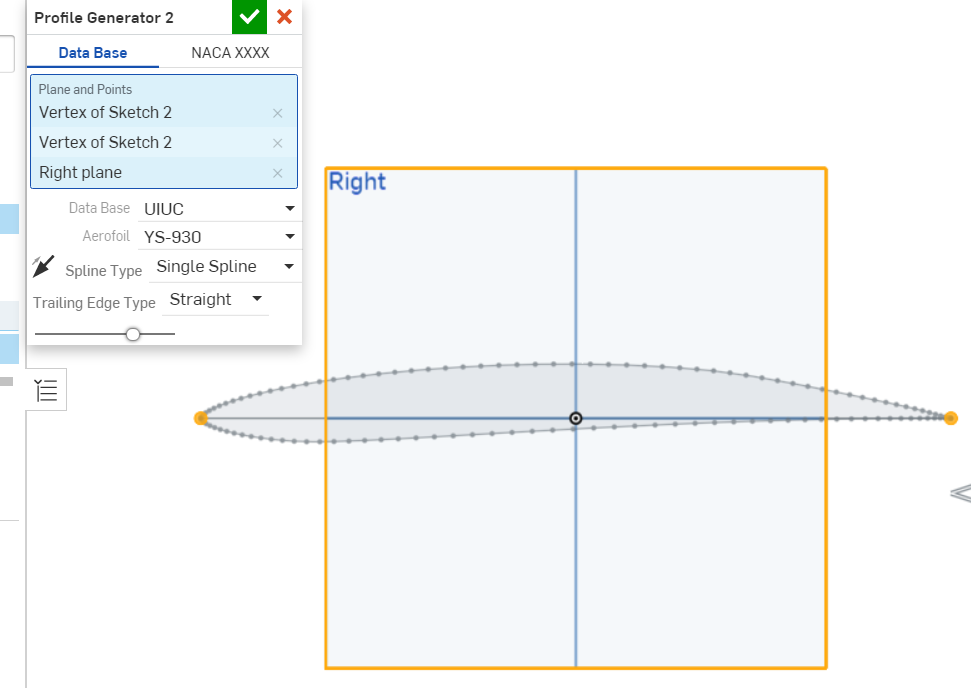 Profile Generator 2
Data Base NACA XXXX
Plane and Points
Vertex of Sketch 2
Vertex of Sketch 2
Right plane
Data Base UIUC
Aerofoil YS-930
Spline Type Single Spline
Trailing Edge Type Straight
Right